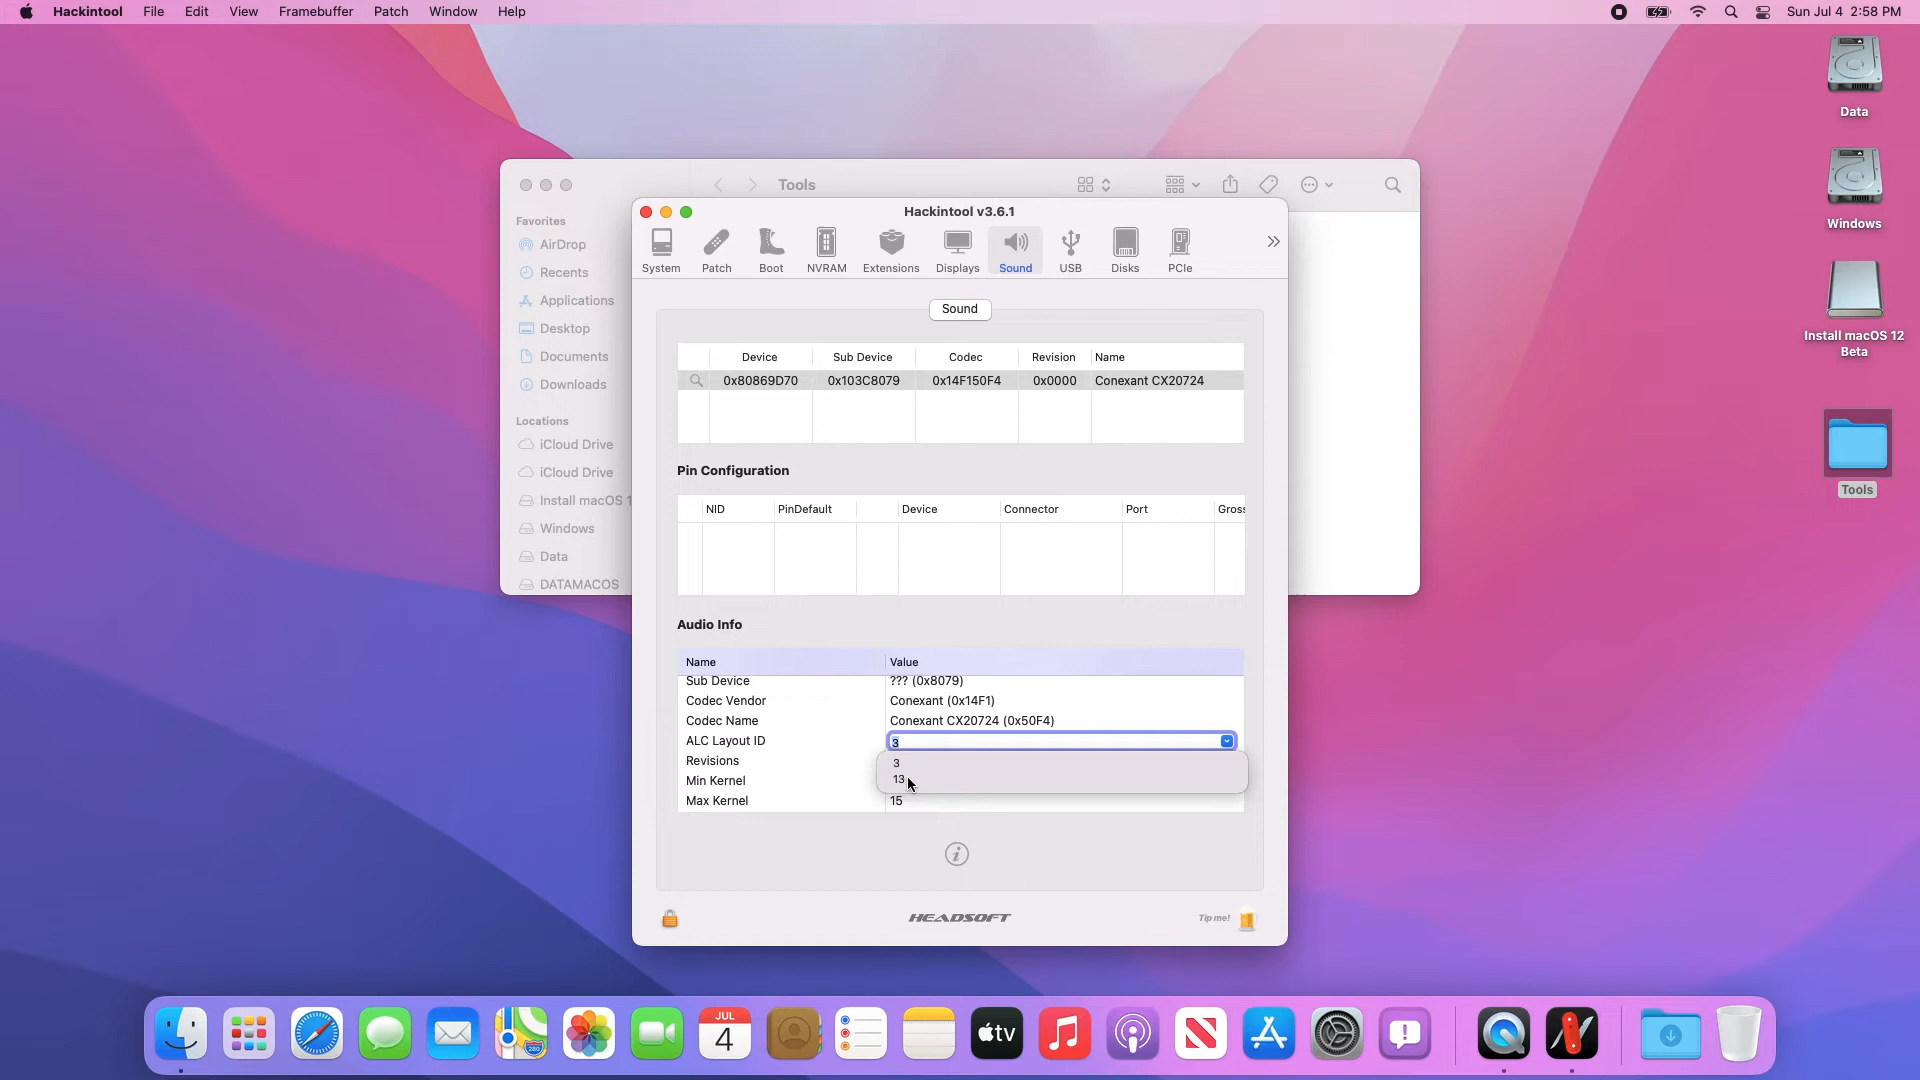 Hackintool File Edit View Framebuffer Patch Window Help Sun Jul 4 2:58 PM
Data
Windows
Install macOS 12
Beta
Tools
Tools
Favorites
AirDrop
Recents
Applications
Desktop
Documents
Downloads
Locations
iCloud Drive
iCloud Drive
Install macOS 1
Windows
Data
DATAMACOS
Hackintool v3.6.1
System Patch Boot NVRAM Extensions Displays Sound USB Disks PCIe
Sound
Device Sub Device Codec Revision Name
0x80869D70 0x103C8079 0x14F150F4 0x0000 Conexant CX20724
Pin Configuration
NID PinDefault Device Connector Port Gross
Audio Info
Name Value
Sub Device ??? (0x8079)
Codec Vendor Conexant (0x14F1)
Codec Name Conexant CX20724 (0x50F4)
ALC Layout ID 3
Revisions 3
Min Kernel 13
Max Kernel 15
HEADSOFT
Tip me!
JUL
4
280
tv